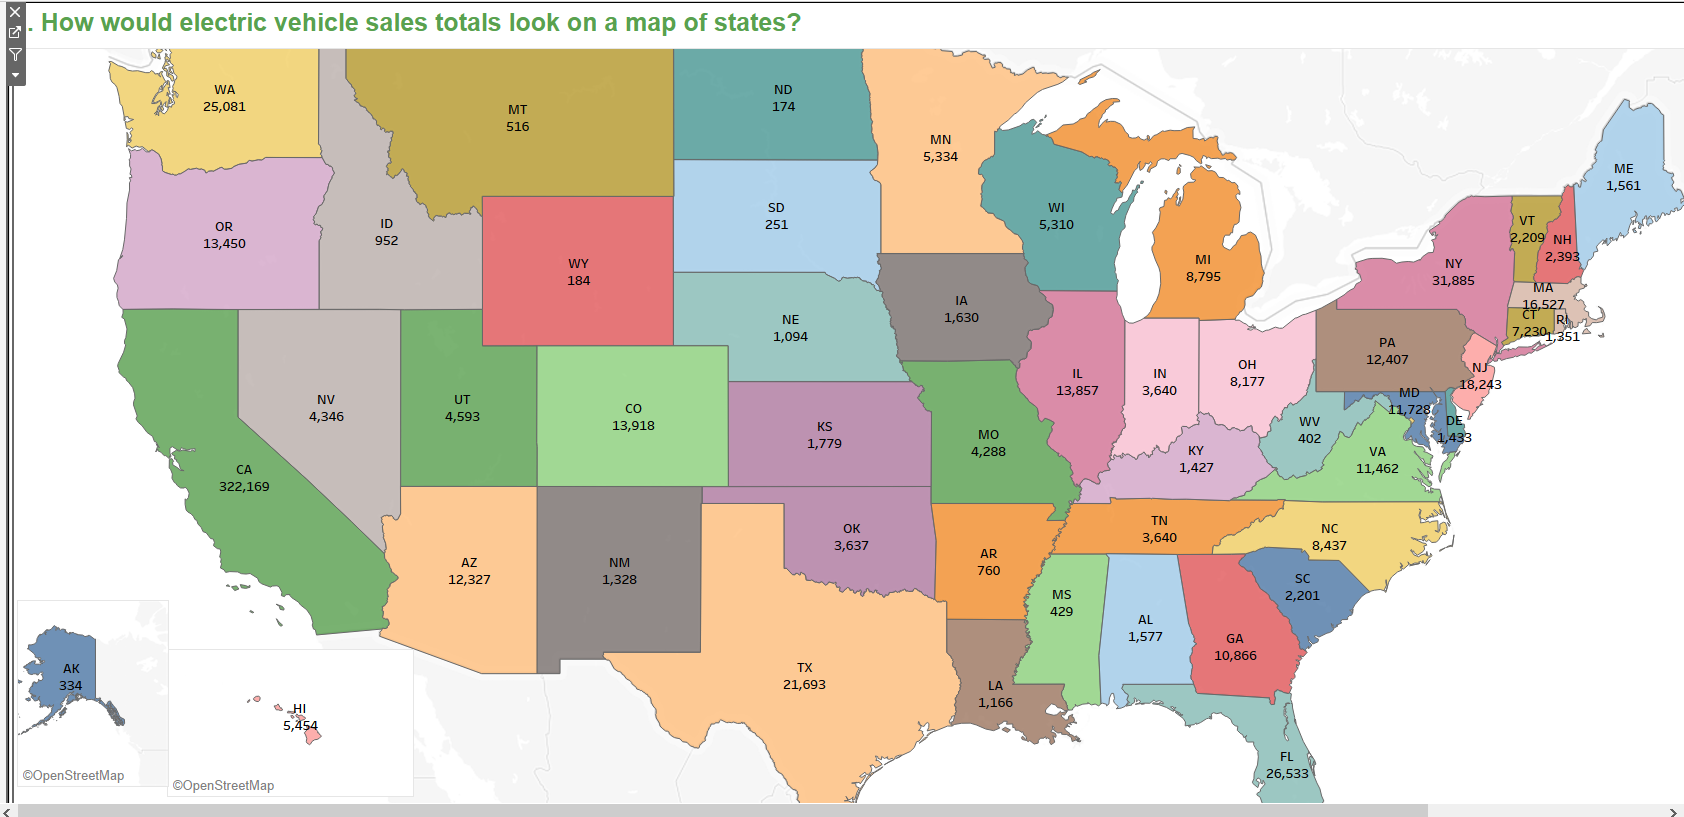 . How would electric vehicle sales totals look on a map of states?
WA
25,081
MT
516
ND
174
MN
5,334
ME
1,561
OR
13,450
ID
952
WY
184
SD
251
WI
5,310
MI
8,795
NY
31,885
VT
2,209
NH
2,393
MA
16,527
CT
7,230
RI
1,351
NE
1,094
IA
1,630
PA
12,407
NJ
18,243
NV
4,346
UT
4,593
CO
13,918
KS
1,779
MO
4,288
IL
13,857
IN
3,640
OH
8,177
WV
402
MD
11,728
DE
1,433
VA
11,462
KY
1,427
CA
322,169
AZ
12,327
NM
1,328
OK
3,637
AR
760
TN
3,640
NC
8,437
SC
2,201
MS
429
AL
1,577
GA
10,866
TX
21,693
LA
1,166
FL
26,533
AK
334
HI
5,454
©OpenStreetMap
©OpenStreetMap